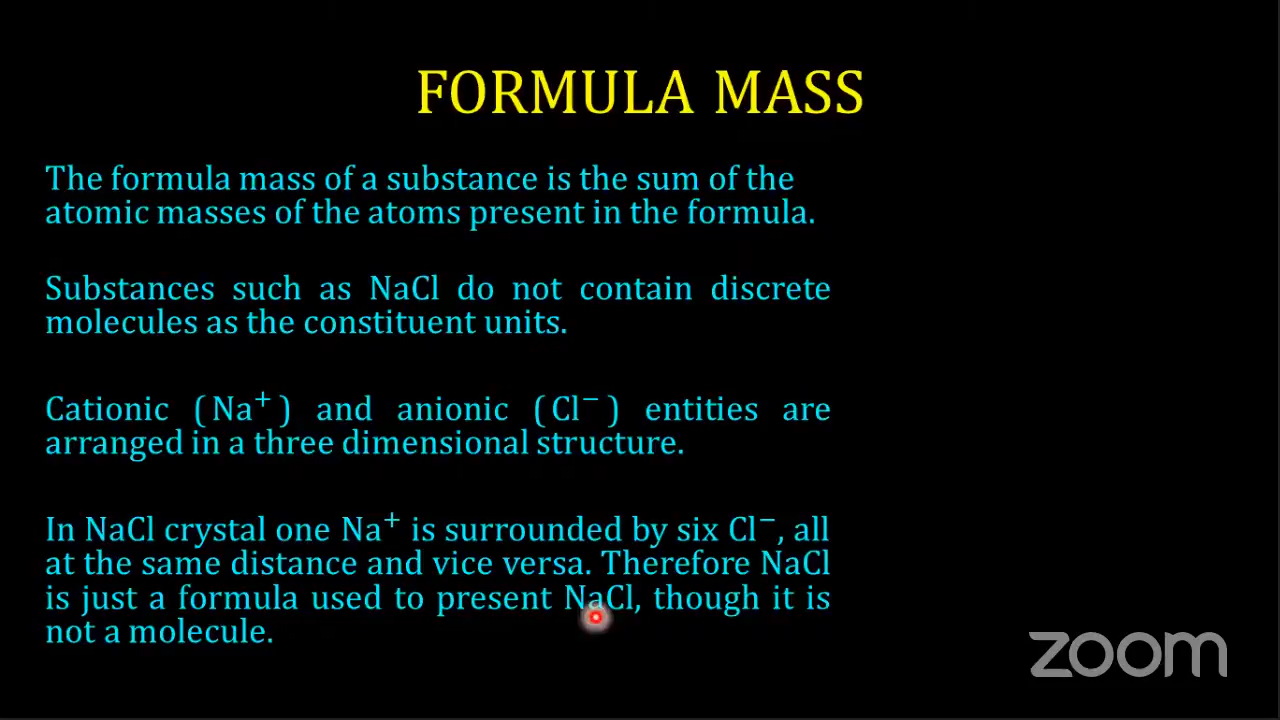 FORMULA MASS
The formula mass of a substance is the sum of the
atomic masses of the atoms present in the formula.
Substances such as NaCl do not contain discrete
molecules as the constituent units.
Cationic (Na⁺) and anionic (Cl⁻) entities are
arranged in a three dimensional structure.
In NaCl crystal one Na⁺ is surrounded by six Cl⁻, all
at the same distance and vice versa. Therefore NaCl
is just a formula used to present NaCl, though it is
not a molecule.
zoom